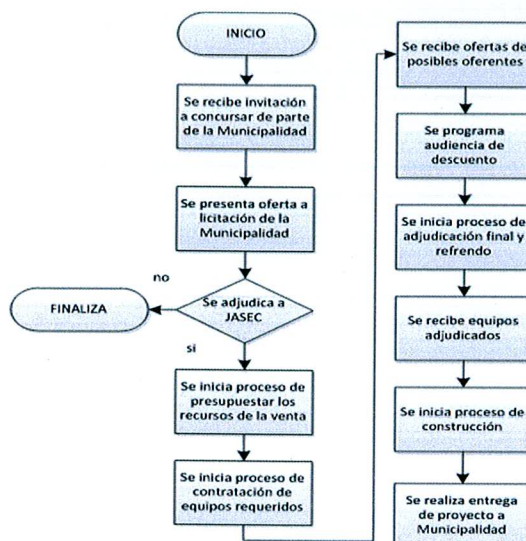 INICIO
Se recibe invitación
a concursar de parte
de la Municipalidad
Se presenta oferta a
licitación de la
Municipalidad
no
Se adjudica a
JASEC
FINALIZA
si
Se inicia proceso de
presupuestar los
recursos de la venta
Se inicia proceso de
contratación de
equipos requeridos
Se recibe ofertas de
posibles oferentes
Se programa
audiencia de
descuento
Se inicia proceso de
adjudicación final y
refrendo
Se recibe equipos
adjudicados
Se inicia proceso de
construcción
Se realiza entrega
de proyecto a
Municipalidad